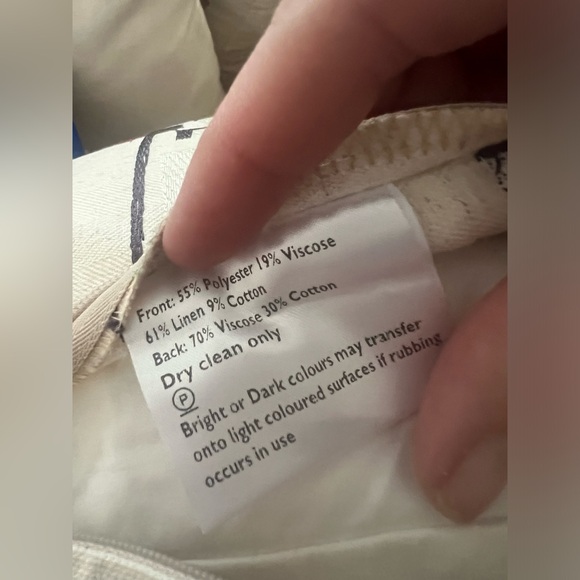 Front: 55% Polyester 19% Viscose
61% Linen 9% Cotton
Back: 70% Viscose 30% Cotton
Dry clean only
P
Bright or Dark colours may transfer
onto light coloured surfaces if rubbing
occurs in use